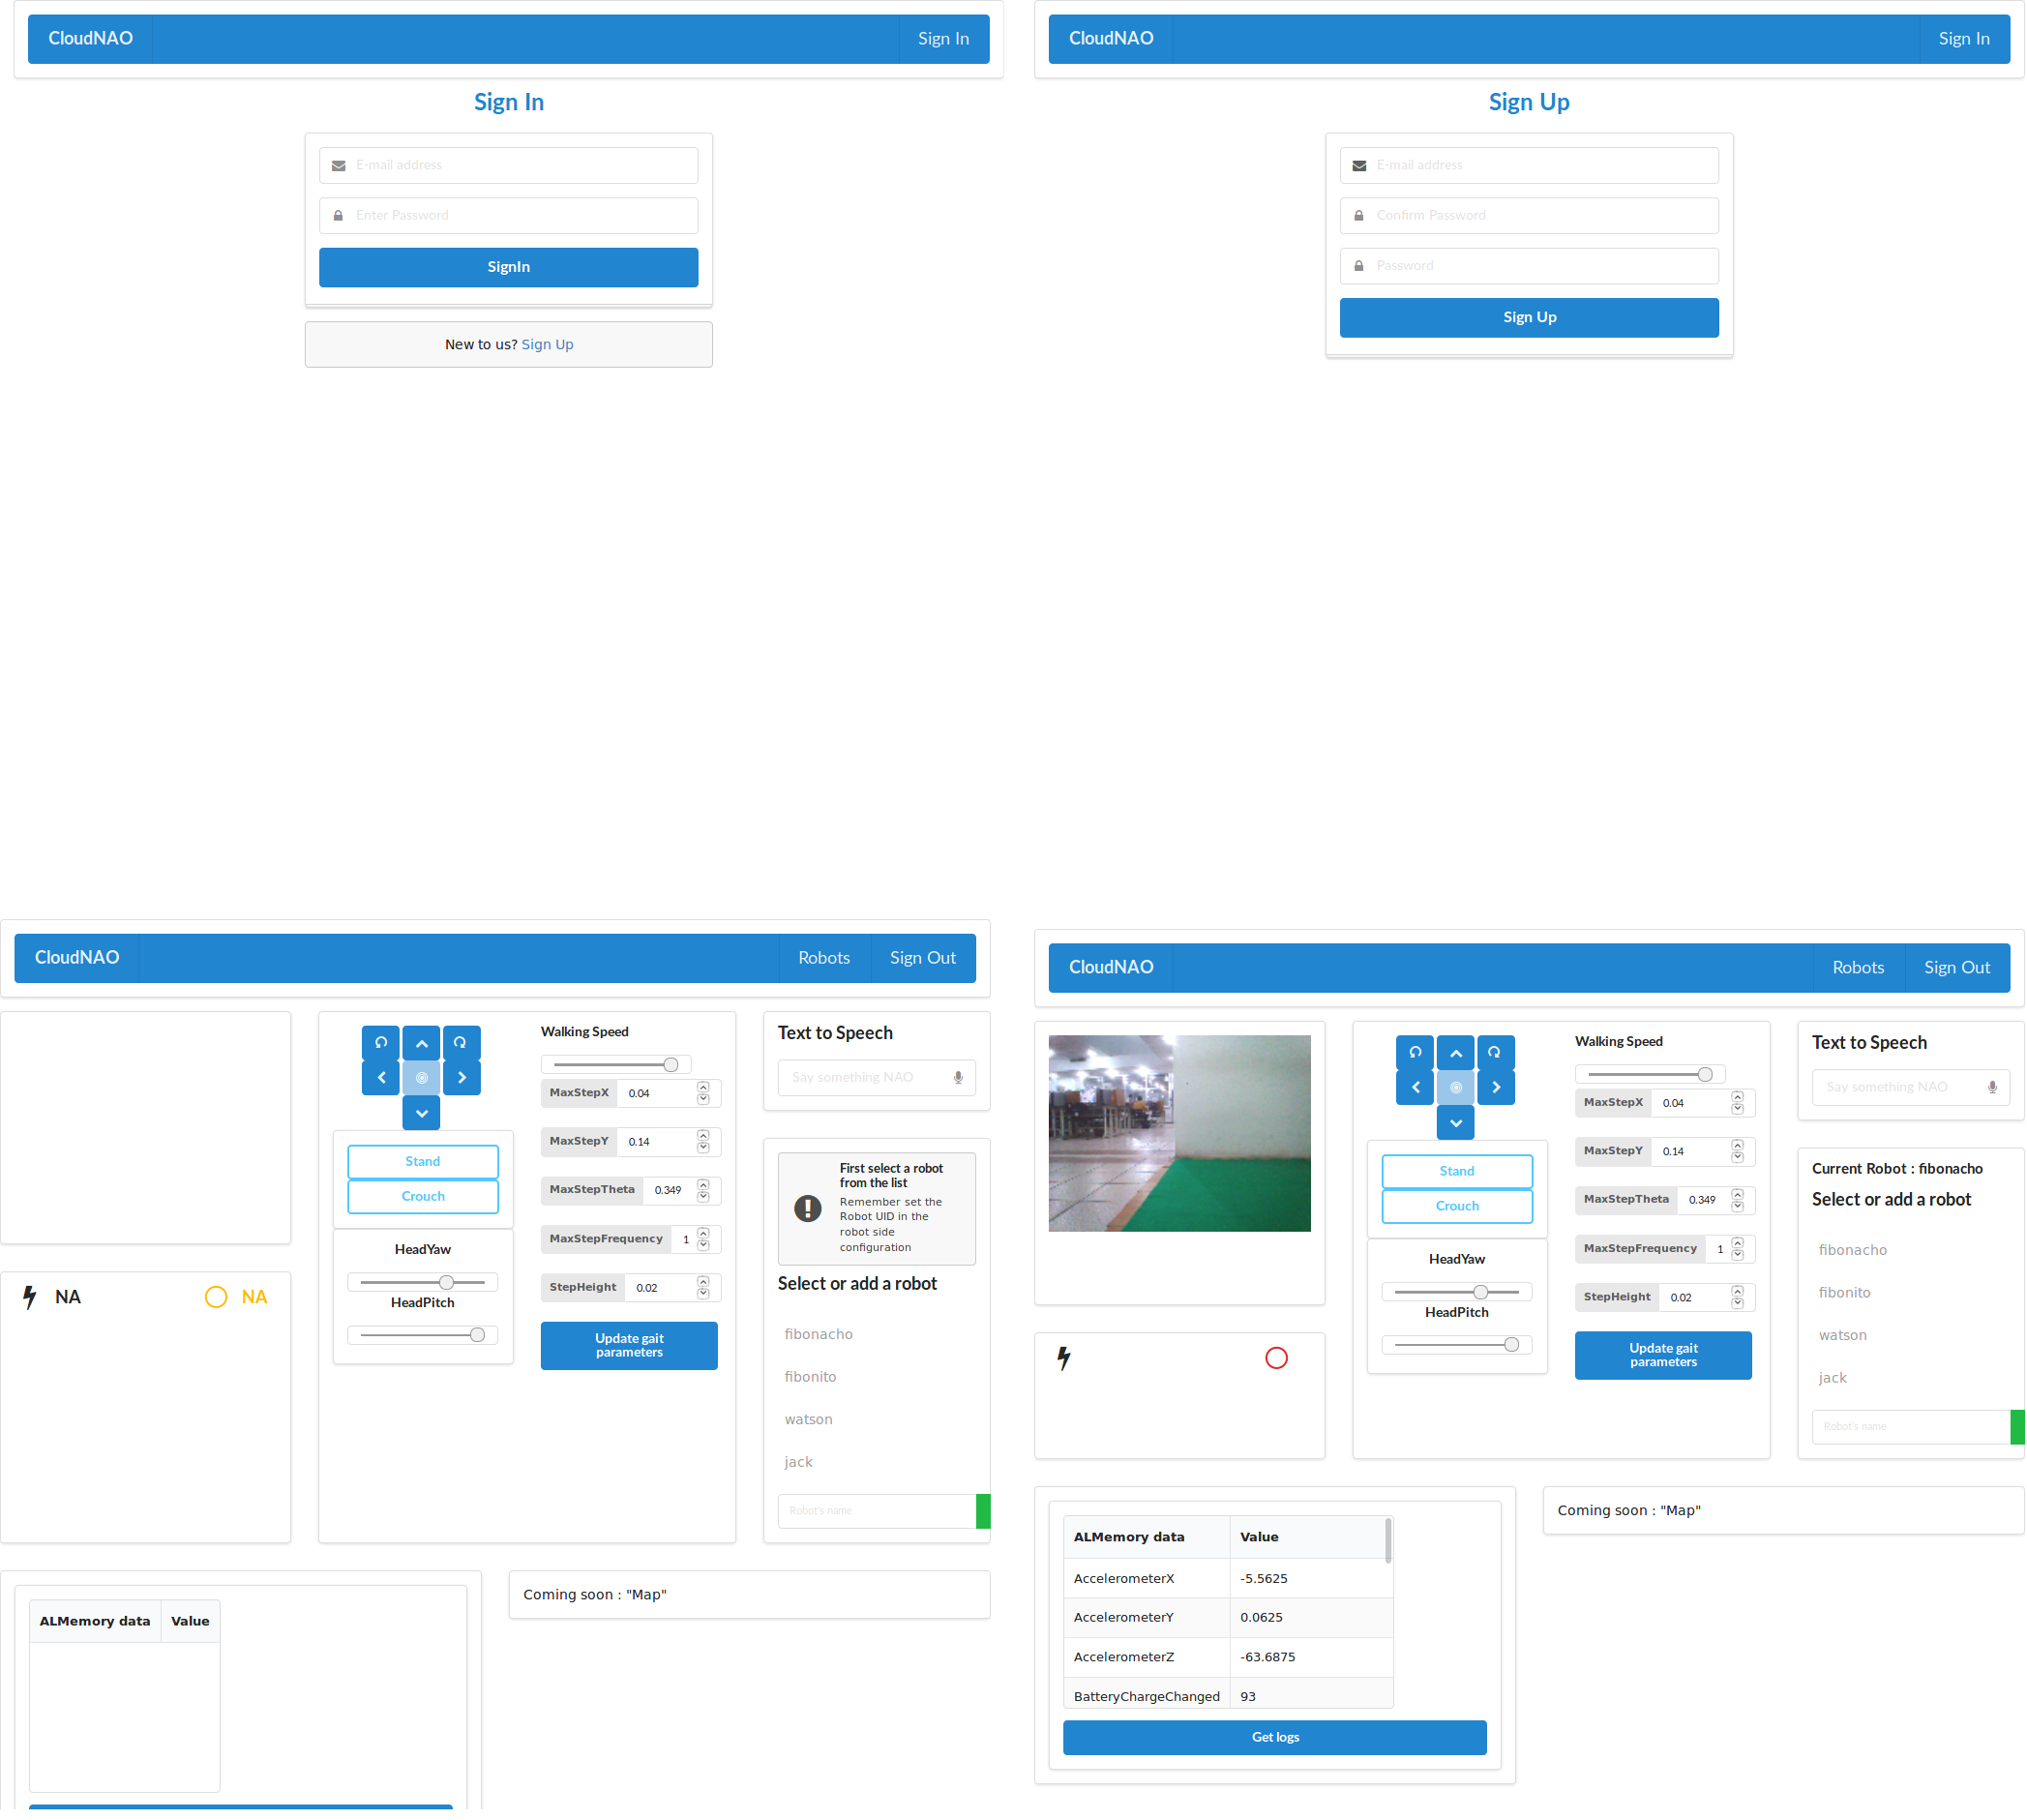 CloudNAO
Sign In
Sign In
E-mail address
Enter Password
SignIn
New to us? Sign Up
CloudNAO
Sign In
Sign Up
E-mail address
Confirm Password
Password
Sign Up
CloudNAO
Robots
Sign Out
NA
NA
Stand
Crouch
HeadYaw
HeadPitch
Walking Speed
MaxStepX 0.04
MaxStepY 0.14
MaxStepTheta 0.349
MaxStepFrequency 1
StepHeight 0.02
Update gait
parameters
Text to Speech
Say something NAO
First select a robot
from the list
Remember set the
Robot UID in the
robot side
configuration
Select or add a robot
fibonacho
fibonito
watson
jack
Robot's name
ALMemory data Value
Coming soon : "Map"
CloudNAO
Robots
Sign Out
Stand
Crouch
HeadYaw
HeadPitch
Walking Speed
MaxStepX 0.04
MaxStepY 0.14
MaxStepTheta 0.349
MaxStepFrequency 1
StepHeight 0.02
Update gait
parameters
Text to Speech
Say something NAO
Current Robot : fibonacho
Select or add a robot
fibonacho
fibonito
watson
jack
Robot's name
ALMemory data Value
AccelerometerX -5.5625
AccelerometerY 0.0625
AccelerometerZ -63.6875
BatteryChargeChanged 93
Get logs
Coming soon : "Map"